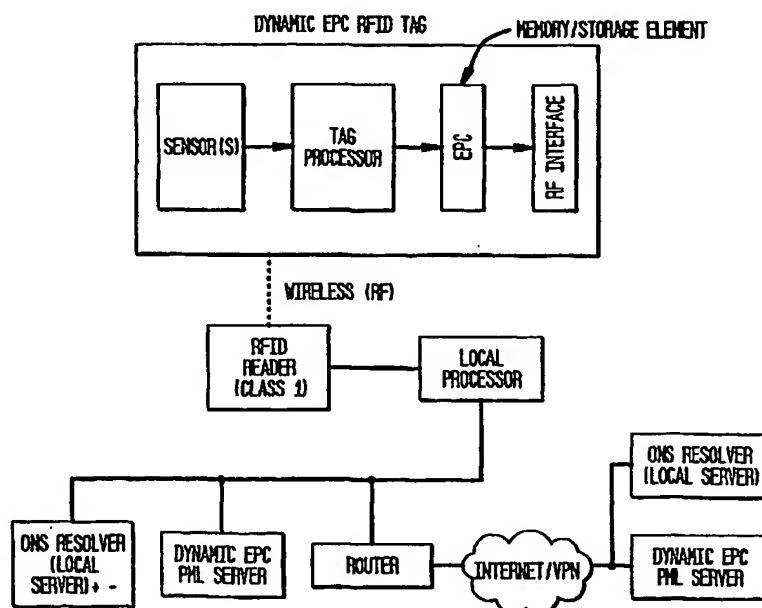 DYNAMIC EPC RFID TAG
MEMORY/STORAGE ELEMENT
SENSOR(S)
TAG
PROCESSOR
EPC
RF INTERFACE
WIRELESS (RF)
RFID
READER
(CLASS 1)
LOCAL
PROCESSOR
ONS RESOLVER
(LOCAL
SERVER)+ -
DYNAMIC EPC
PML SERVER
ROUTER
INTERNET/VPN
ONS RESOLVER
(LOCAL SERVER)
DYNAMIC EPC
PML SERVER